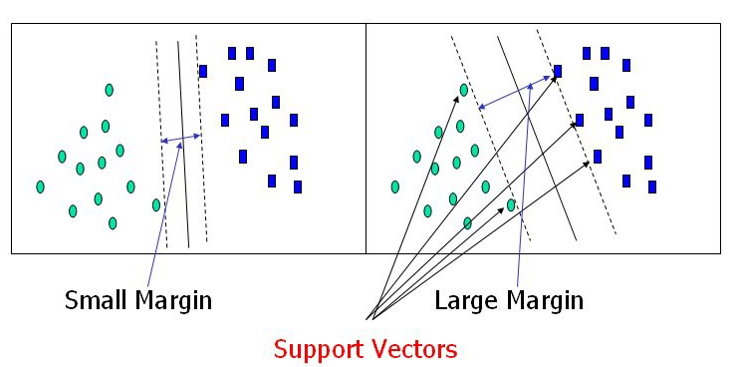 Small Margin
Large Margin
Support Vectors